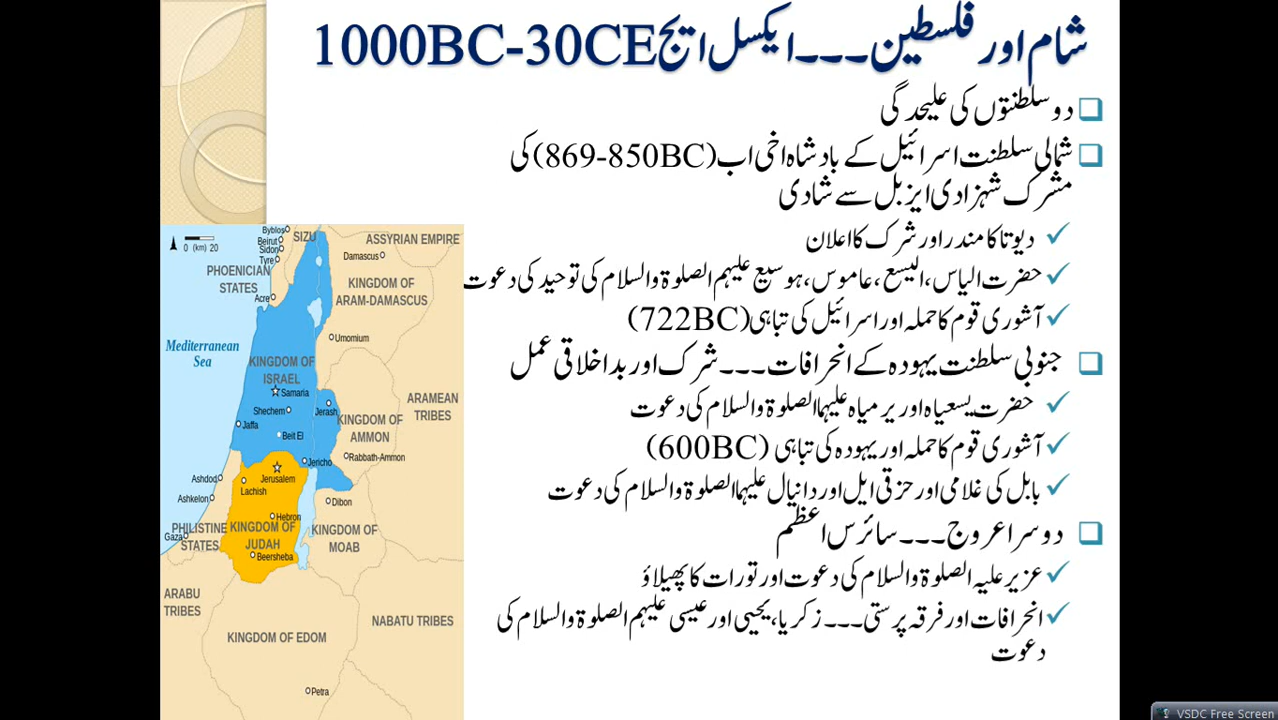 شام اور فلسطین۔۔۔ایکسل ایج 1000BC-30CE
دو سلطنتوں کی علیحدگی
شمالی سلطنت اسرائیل کے بادشاہ اخی اب (869-850BC) کی
مشرک شہزادی ایزبل سے شادی
دیوتا کا مندر اور شرک کا اعلان
حضرت الیاس، الیسع، عاموس، ہوسیع علیہم الصلوۃ والسلام کی توحید کی دعوت
آشوری قوم کا حملہ اور اسرائیل کی تباہی (722BC)
جنوبی سلطنت یہودہ کے انحرافات۔۔۔شرک اور بد اخلاقی عمل
حضرت یسعیاہ اور یرمیاہ علیہما الصلوۃ والسلام کی دعوت
آشوری قوم کا حملہ اور یہودہ کی تباہی (600BC)
بابل کی غلامی اور حزقی ایل اور دانیال علیہما الصلوۃ والسلام کی دعوت
دوسرا عروج۔۔۔سائرس اعظم
عزیر علیہ الصلوۃ والسلام کی دعوت اور تورات کا پھیلاؤ
انحرافات اور فرقہ پرستی۔۔۔زکریا، یحیی اور عیسی علیہم الصلوۃ والسلام کی
دعوت
0 (km) 20
Byblos
Beirut
Sidon
Tyre
SIZU
ASSYRIAN EMPIRE
Damascus
PHOENICIAN
STATES
KINGDOM OF
ARAM-DAMASCUS
Acre
Umomium
Mediterranean
Sea
KINGDOM OF
ISRAEL
Samaria
Shechem
Jerash
ARAMEAN
TRIBES
Jaffa
Beit El
KINGDOM OF
AMMON
Jericho
Rabbath-Ammon
Ashdod
Jerusalem
Lachish
Ashkelon
Dibon
Hebron
Gaza
PHILISTINE
STATES
KINGDOM OF
JUDAH
KINGDOM OF
MOAB
Beersheba
ARABU
TRIBES
NABATU TRIBES
KINGDOM OF EDOM
Petra
VSDC Free Screen